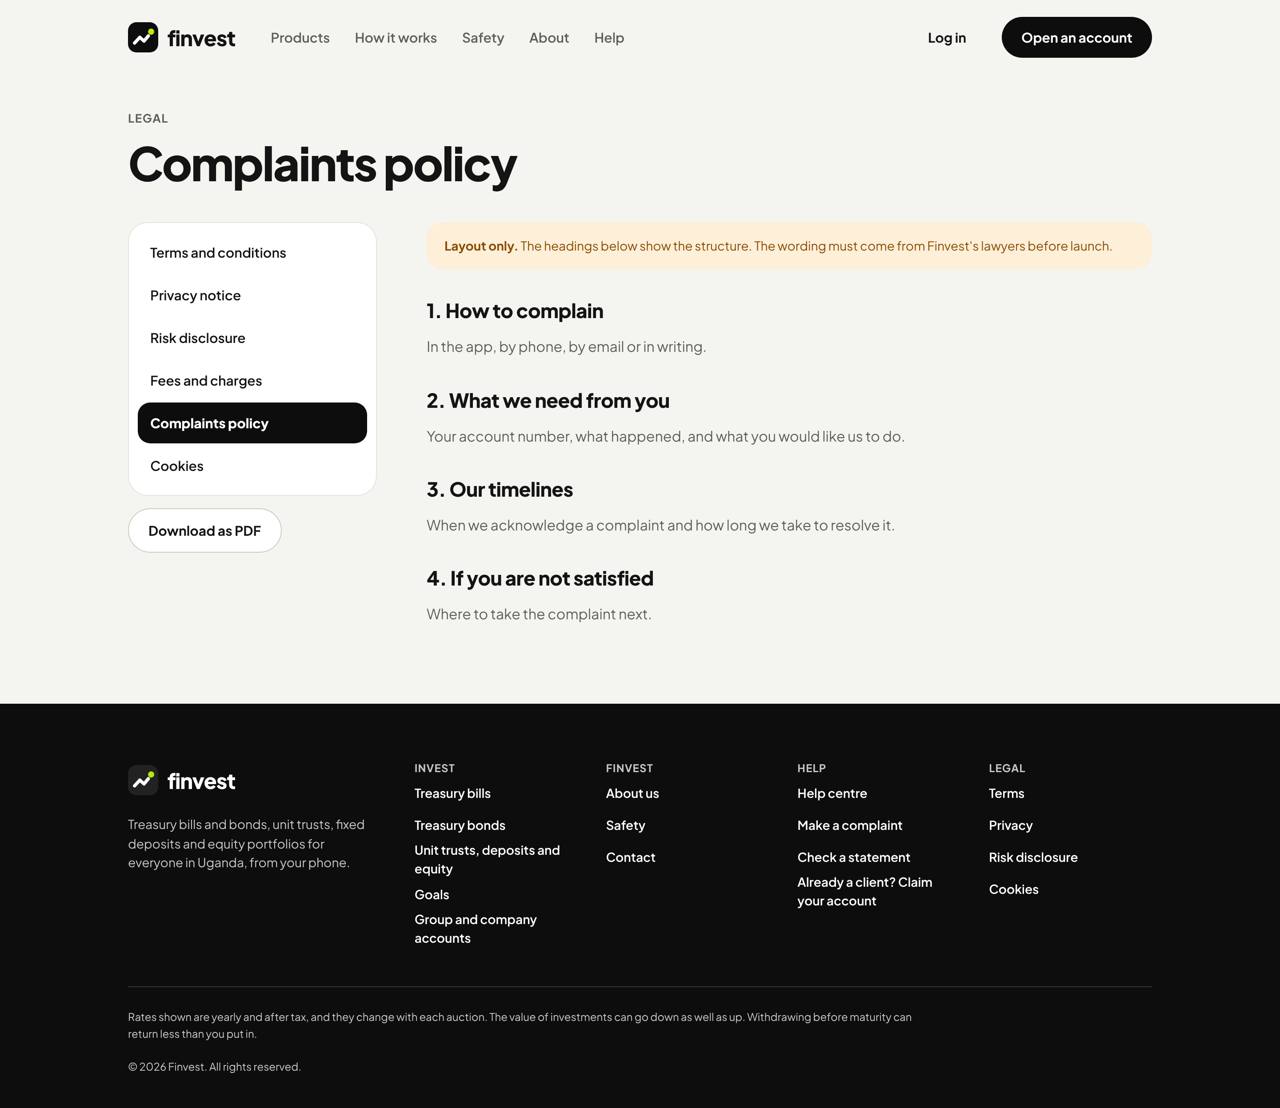 finvest
Products
How it works
Safety
About
Help
Log in
Open an account
LEGAL
Complaints policy
Terms and conditions
Privacy notice
Risk disclosure
Fees and charges
Complaints policy
Cookies
Download as PDF
Layout only. The headings below show the structure. The wording must come from Finvest's lawyers before launch.
1. How to complain
In the app, by phone, by email or in writing.
2. What we need from you
Your account number, what happened, and what you would like us to do.
3. Our timelines
When we acknowledge a complaint and how long we take to resolve it.
4. If you are not satisfied
Where to take the complaint next.
finvest
Treasury bills and bonds, unit trusts, fixed
deposits and equity portfolios for
everyone in Uganda, from your phone.
INVEST
Treasury bills
Treasury bonds
Unit trusts, deposits and
equity
Goals
Group and company
accounts
FINVEST
About us
Safety
Contact
HELP
Help centre
Make a complaint
Check a statement
Already a client? Claim
your account
LEGAL
Terms
Privacy
Risk disclosure
Cookies
Rates shown are yearly and after tax, and they change with each auction. The value of investments can go down as well as up. Withdrawing before maturity can
return less than you put in.
© 2026 Finvest. All rights reserved.